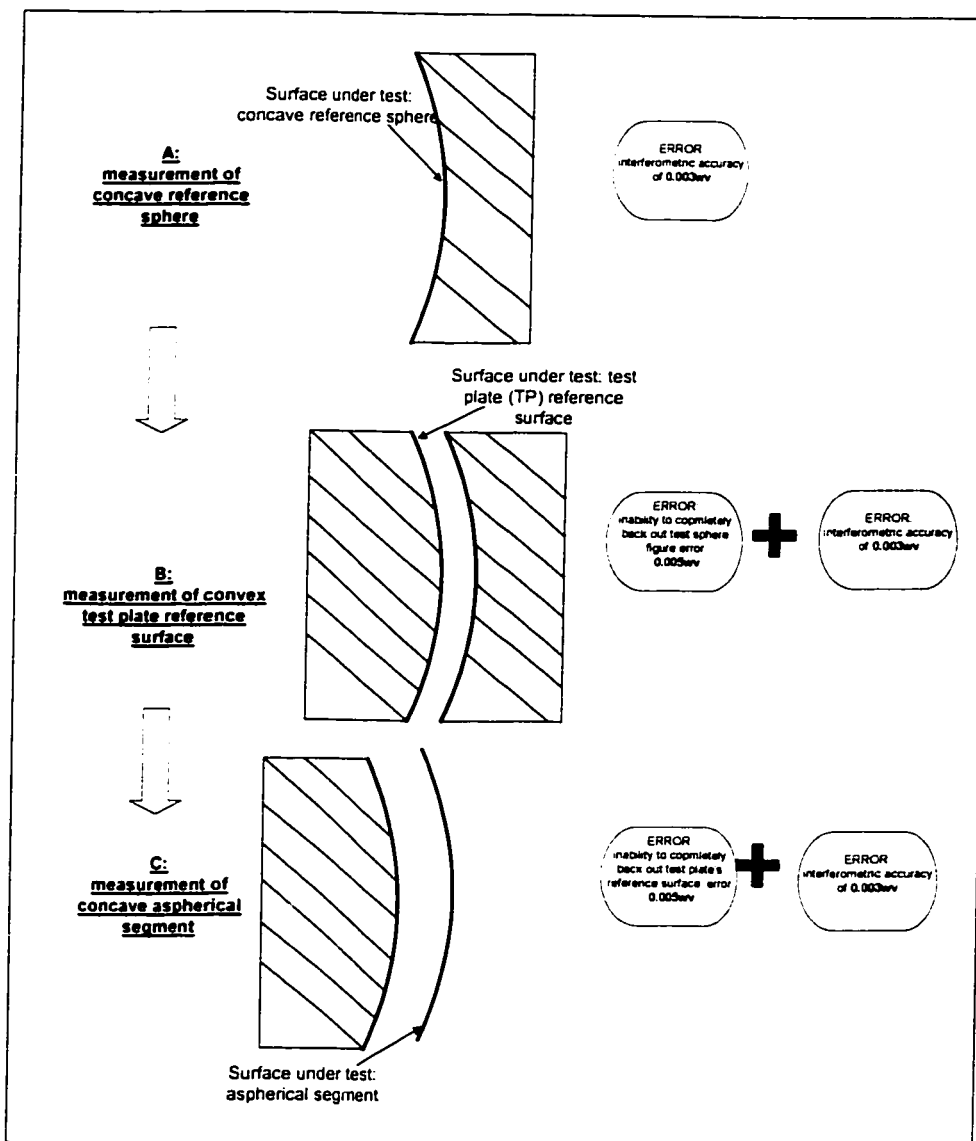 Surface under test:
concave reference sphere
A:
measurement of
concave reference
sphere
ERROR
interferometric accuracy
of 0.003wv
Surface under test: test
plate (TP) reference
surface
B:
measurement of convex
test plate reference
surface
ERROR
inability to copmletely
back out test sphere
figure error
0.005wv
ERROR
interferometric accuracy
of 0.003wv
C:
measurement of
concave aspherical
segment
ERROR
inability to copmletely
back out test plate's
reference surface error
0.005wv
ERROR
interferometric accuracy
of 0.003wv
Surface under test:
aspherical segment